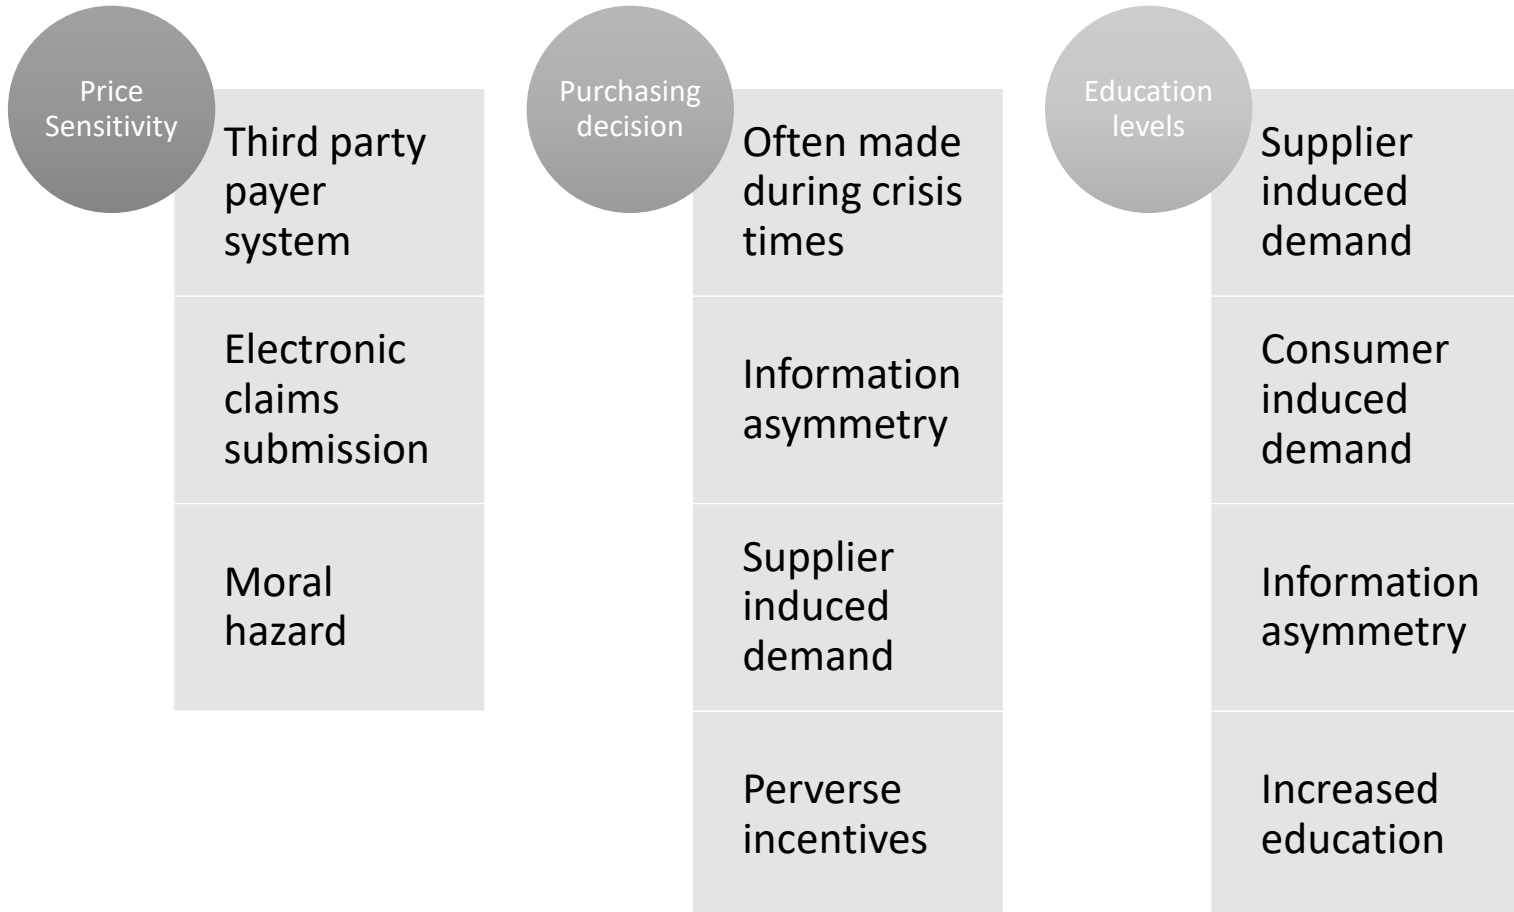 Price
Sensitivity
Third party
payer
system
Electronic
claims
submission
Moral
hazard
Purchasing
decision
Often made
during crisis
times
Information
asymmetry
Supplier
induced
demand
Perverse
incentives
Education
levels
Supplier
induced
demand
Consumer
induced
demand
Information
asymmetry
Increased
education